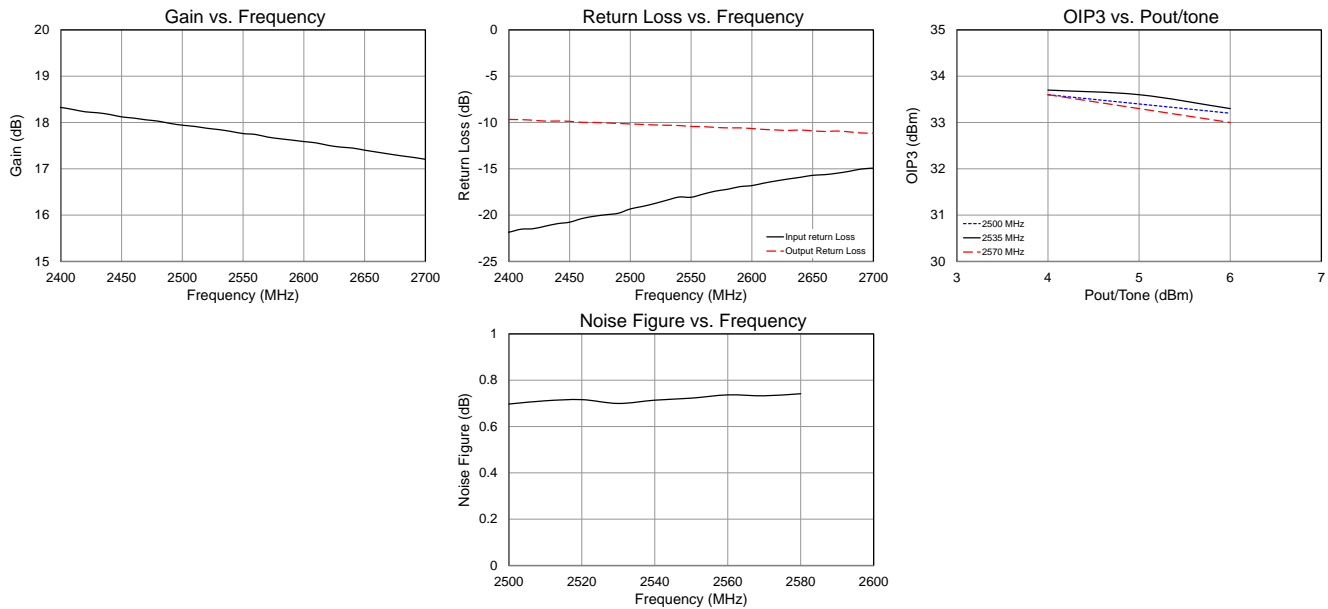 Gain vs. Frequency
20
19
18
17
16
15
Gain (dB)
2400 2450 2500 2550 2600 2650 2700
Frequency (MHz)
Return Loss vs. Frequency
0
-5
-10
-15
-20
-25
Return Loss (dB)
Input return Loss
Output Return Loss
2400 2450 2500 2550 2600 2650 2700
Frequency (MHz)
OIP3 vs. Pout/tone
35
34
33
32
31
30
OIP3 (dBm)
2500 MHz
2535 MHz
2570 MHz
3 4 5 6 7
Pout/Tone (dBm)
Noise Figure vs. Frequency
1
0.8
0.6
0.4
0.2
0
Noise Figure (dB)
2500 2520 2540 2560 2580 2600
Frequency (MHz)